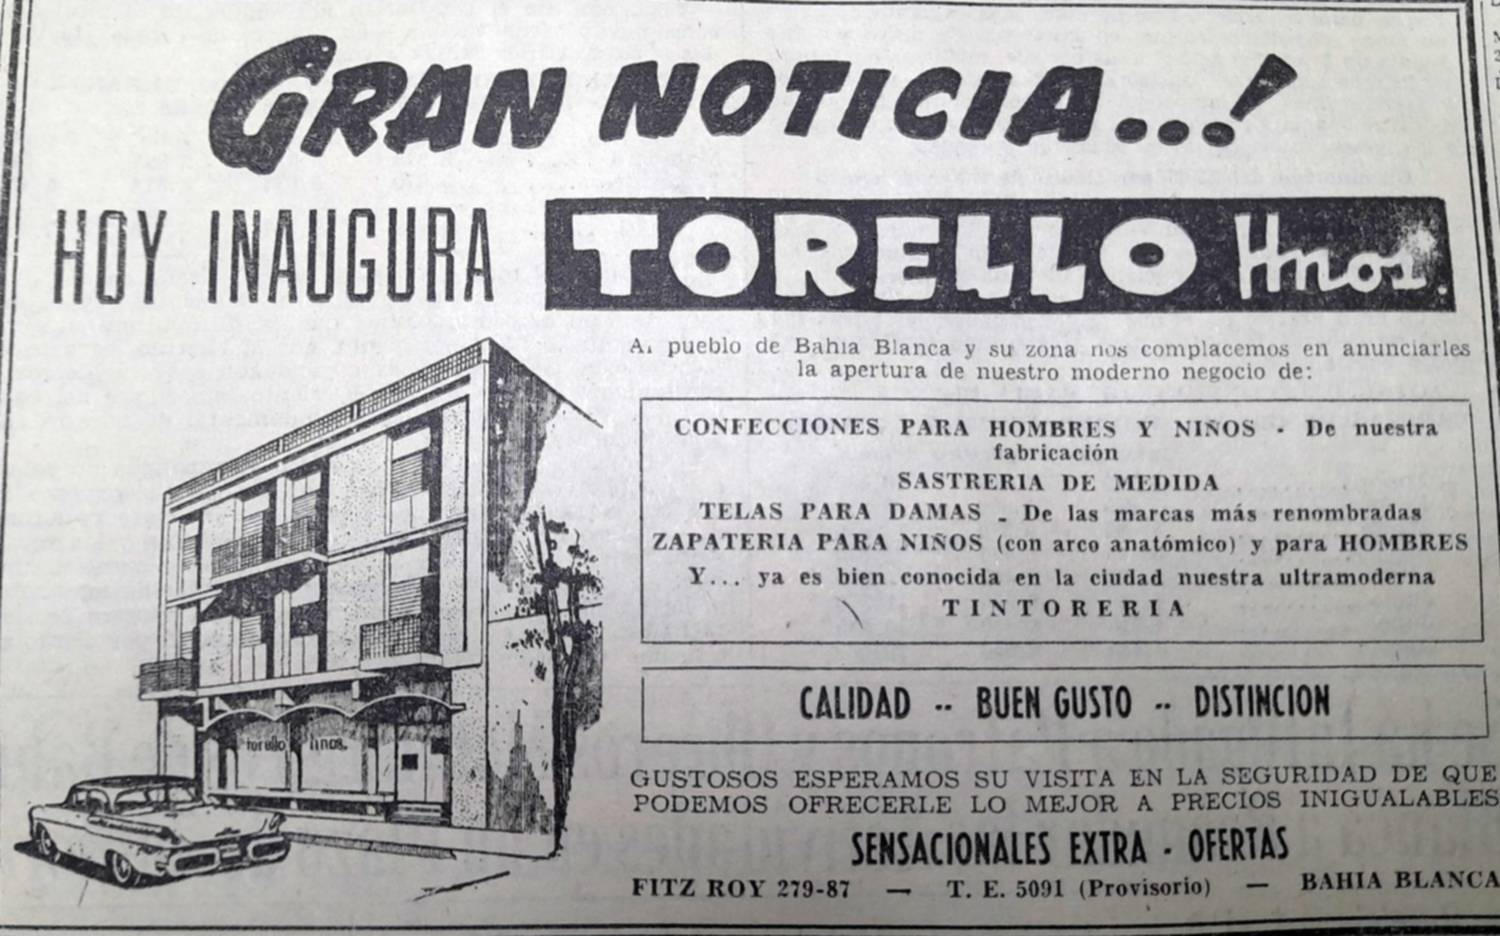 GRAN NOTICIA...!
HOY INAUGURA TORELLO Hnos.
Al pueblo de Bahia Blanca y su zona nos complacemos en anunciarles
la apertura de nuestro moderno negocio de:
CONFECCIONES PARA HOMBRES Y NIÑOS - De nuestra
fabricación
SASTRERIA DE MEDIDA
TELAS PARA DAMAS - De las marcas más renombradas
ZAPATERIA PARA NIÑOS (con arco anatómico) y para HOMBRES
Y... ya es bien conocida en la ciudad nuestra ultramoderna
TINTORERIA
torello hnos.
CALIDAD -- BUEN GUSTO -- DISTINCION
GUSTOSOS ESPERAMOS SU VISITA EN LA SEGURIDAD DE QUE
PODEMOS OFRECERLE LO MEJOR A PRECIOS INIGUALABLES
SENSACIONALES EXTRA - OFERTAS
FITZ ROY 279-87 — T. E. 5091 (Provisorio) — BAHIA BLANCA